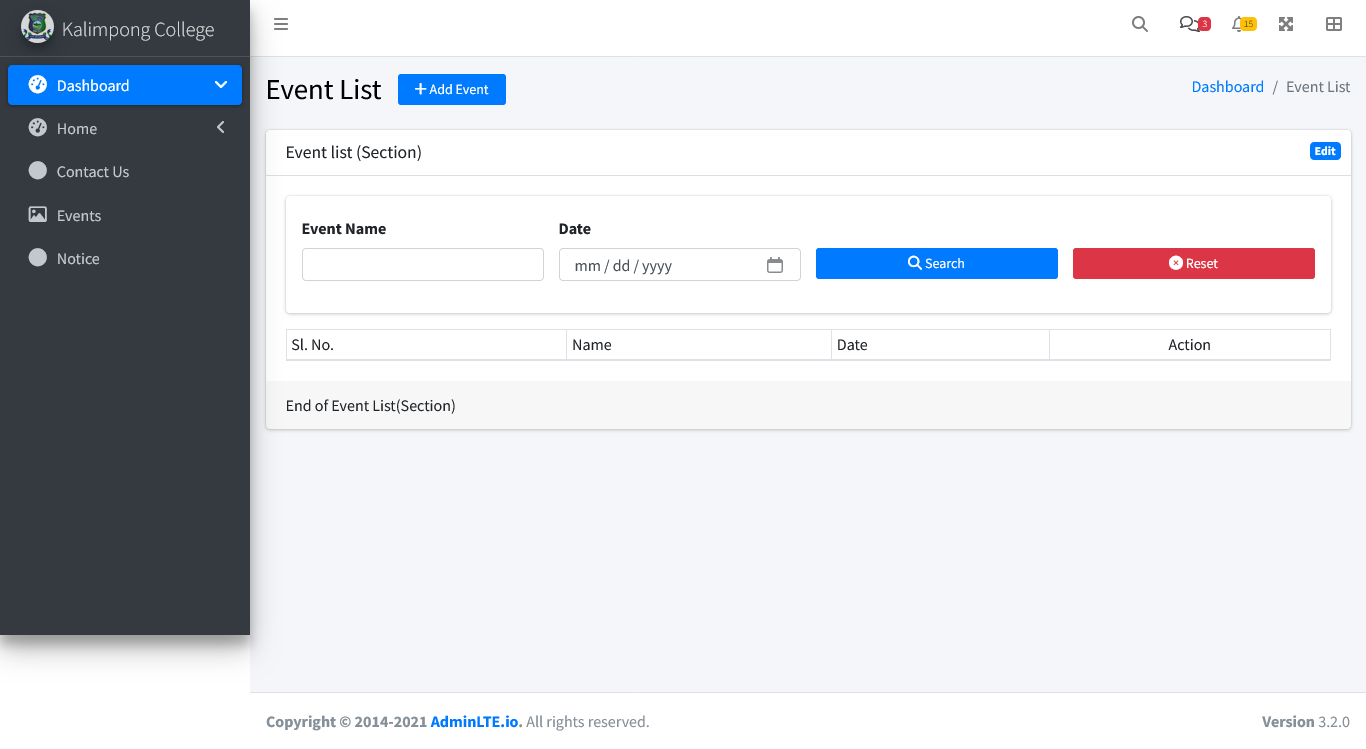 Kalimpong College
3
15
Dashboard
Home
Contact Us
Events
Notice
Event List
Add Event
Dashboard / Event List
Event list (Section)
Edit
Event Name
Date
mm / dd / yyyy
Search
Reset
Sl. No. Name Date Action
End of Event List(Section)
Copyright © 2014-2021 AdminLTE.io. All rights reserved.
Version 3.2.0